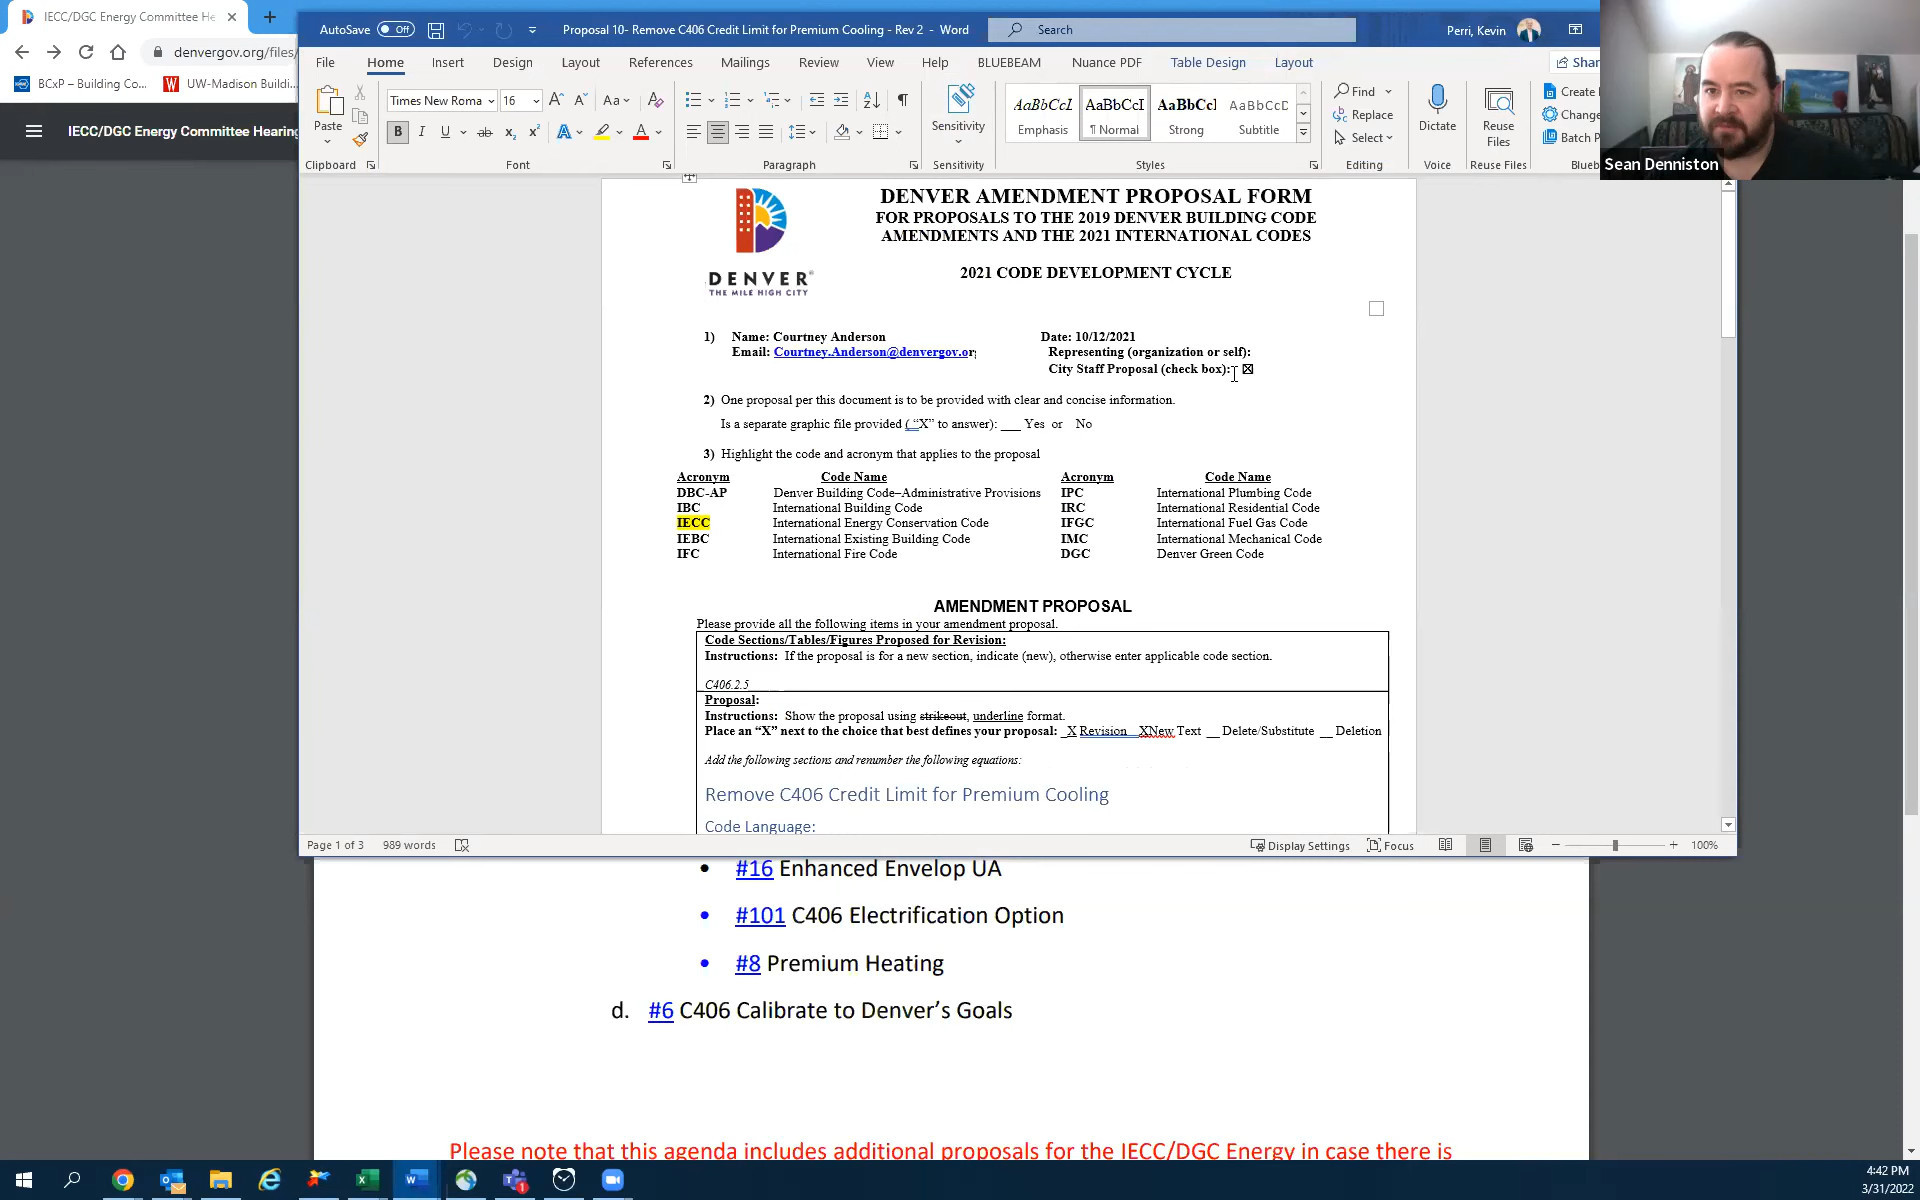 IECC/DGC Energy Committee He
denvergov.org/files/
BCxP – Building Co...
UW-Madison Buildi...
IECC/DGC Energy Committee Hearing
AutoSave Off
Proposal 10- Remove C406 Credit Limit for Premium Cooling - Rev 2 - Word
Search
Perri, Kevin
File Home Insert Design Layout References Mailings Review View Help BLUEBEAM Nuance PDF Table Design Layout Shar
Times New Roma 16
Paste
Clipboard
Font
Paragraph
Sensitivity
Sensitivity
AaBbCcI AaBbCcI AaBbCcI AaBbCcD
Emphasis ¶ Normal Strong Subtitle
Styles
Find
Replace
Select
Editing
Dictate
Voice
Reuse
Files
Reuse Files
Create
Change
Batch P
Blueb
Sean Denniston
DENVER
THE MILE HIGH CITY
DENVER AMENDMENT PROPOSAL FORM
FOR PROPOSALS TO THE 2019 DENVER BUILDING CODE
AMENDMENTS AND THE 2021 INTERNATIONAL CODES
2021 CODE DEVELOPMENT CYCLE
1) Name: Courtney Anderson Date: 10/12/2021
Email: Courtney.Anderson@denvergov.org Representing (organization or self):
City Staff Proposal (check box): ☒
2) One proposal per this document is to be provided with clear and concise information.
Is a separate graphic file provided ( “X” to answer): ___ Yes or No
3) Highlight the code and acronym that applies to the proposal
Acronym Code Name Acronym Code Name
DBC-AP Denver Building Code–Administrative Provisions IPC International Plumbing Code
IBC International Building Code IRC International Residential Code
IECC International Energy Conservation Code IFGC International Fuel Gas Code
IEBC International Existing Building Code IMC International Mechanical Code
IFC International Fire Code DGC Denver Green Code
AMENDMENT PROPOSAL
Please provide all the following items in your amendment proposal.
Code Sections/Tables/Figures Proposed for Revision:
Instructions: If the proposal is for a new section, indicate (new), otherwise enter applicable code section.
C406.2.5
Proposal:
Instructions: Show the proposal using strikeout, underline format.
Place an “X” next to the choice that best defines your proposal: _X Revision __XNew Text __ Delete/Substitute __ Deletion
Add the following sections and renumber the following equations:
Remove C406 Credit Limit for Premium Cooling
Code Language:
Page 1 of 3 989 words Display Settings Focus 100%
• #16 Enhanced Envelop UA
• #101 C406 Electrification Option
• #8 Premium Heating
d. #6 C406 Calibrate to Denver’s Goals
Please note that this agenda includes additional proposals for the IECC/DGC Energy in case there is
4:42 PM
3/31/2022